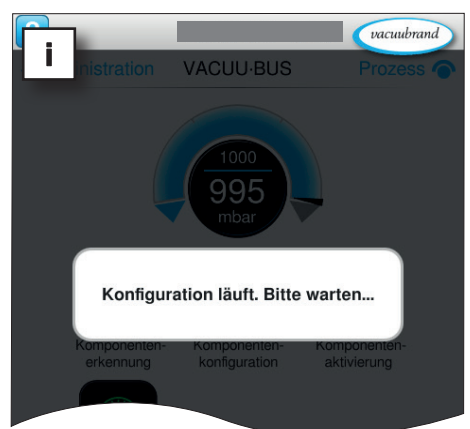 i
vacuubrand
nistration VACUU·BUS Prozess
1000
995
mbar
Konfiguration läuft. Bitte warten...
Komponenten- Komponenten- Komponenten-
erkennung konfiguration aktivierung